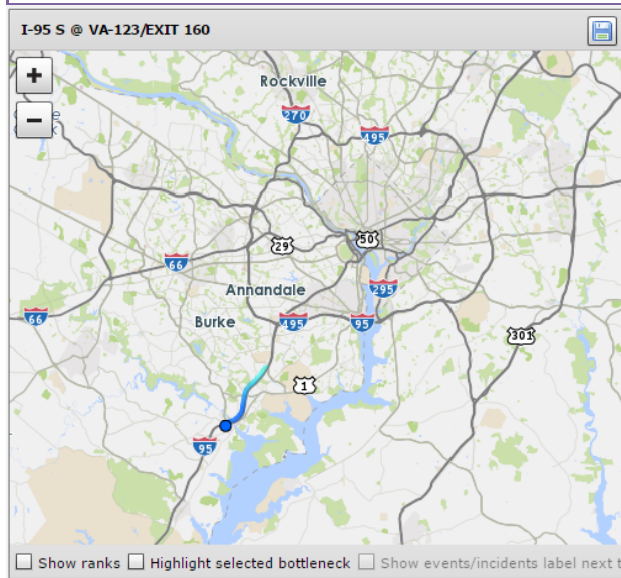 I-95 S @ VA-123/EXIT 160
+
Rockville
−
270
495
29
50
66
Annandale
295
66
Burke
495
95
301
1
95
Show ranks Highlight selected bottleneck Show events/incidents label next t